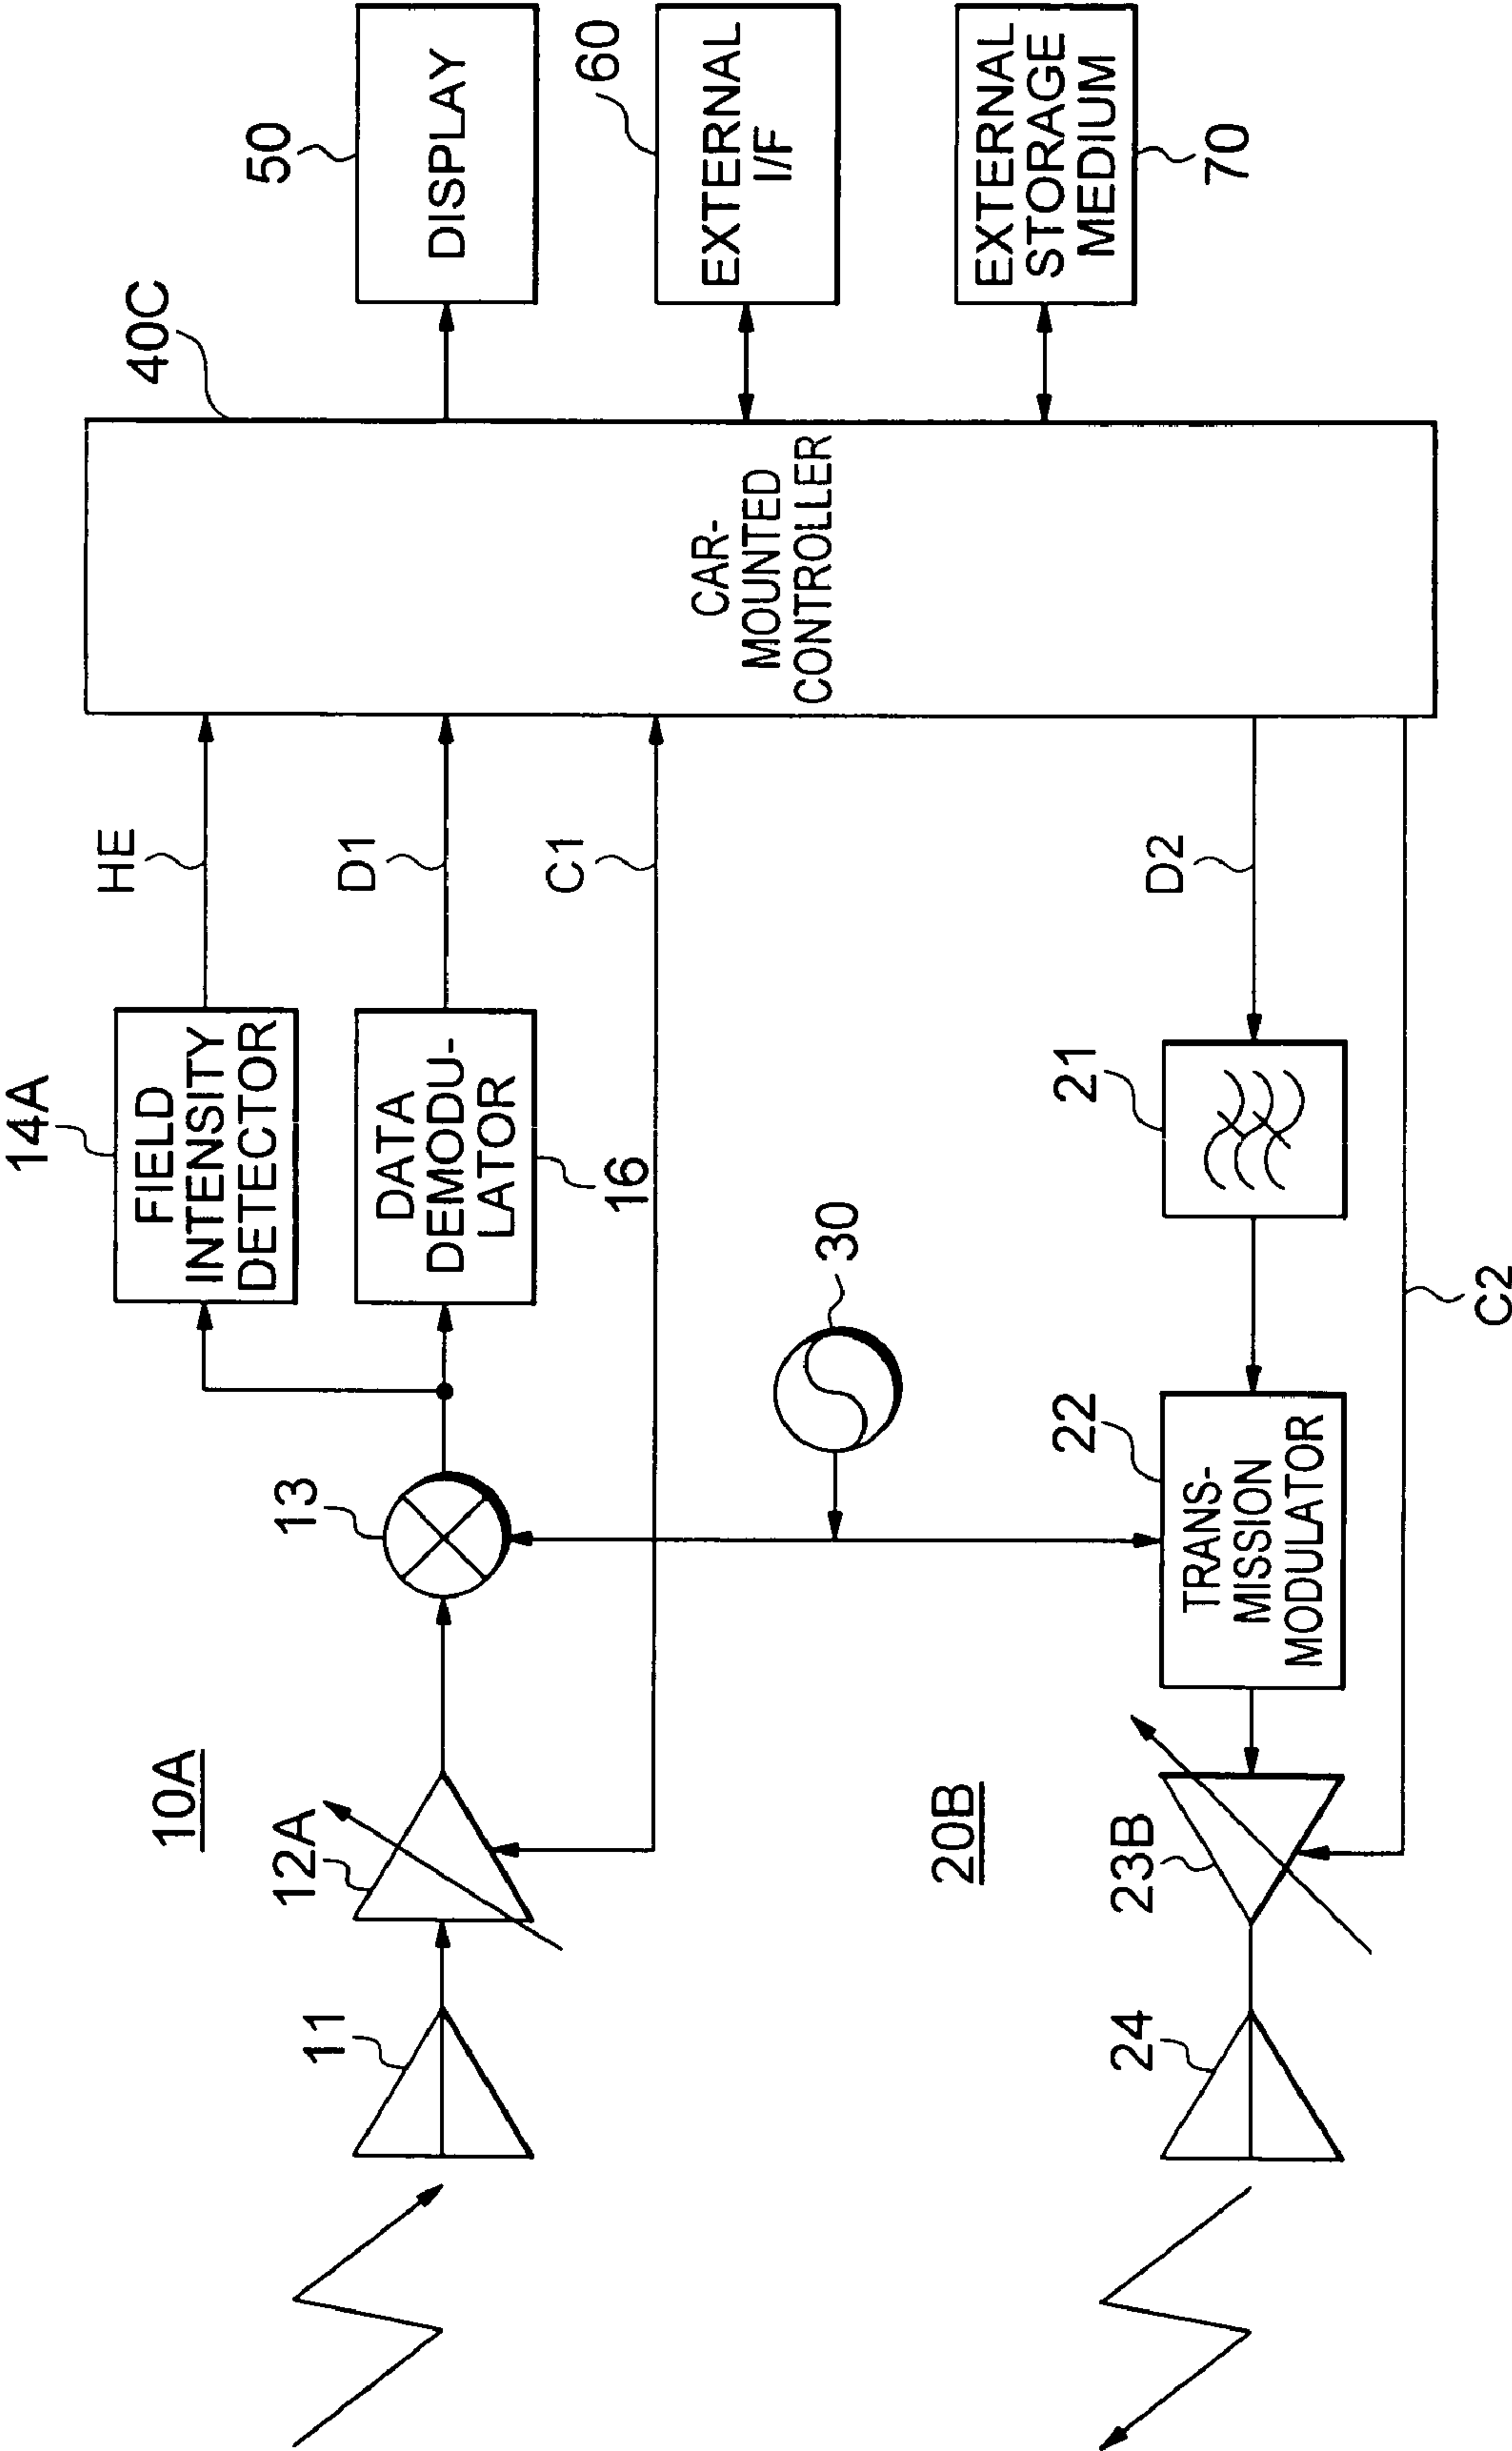 10A
11
12A
13
14A
FIELD
INTENSITY
DETECTOR
HE
DATA
DEMODU-
LATOR
16
D1
C1
40C
CAR-
MOUNTED
CONTROLLER
50
DISPLAY
60
EXTERNAL
I/F
EXTERNAL
STORAGE
MEDIUM
70
30
20B
24
23B
22
TRANS-
MISSION
MODULATOR
21
D2
C2